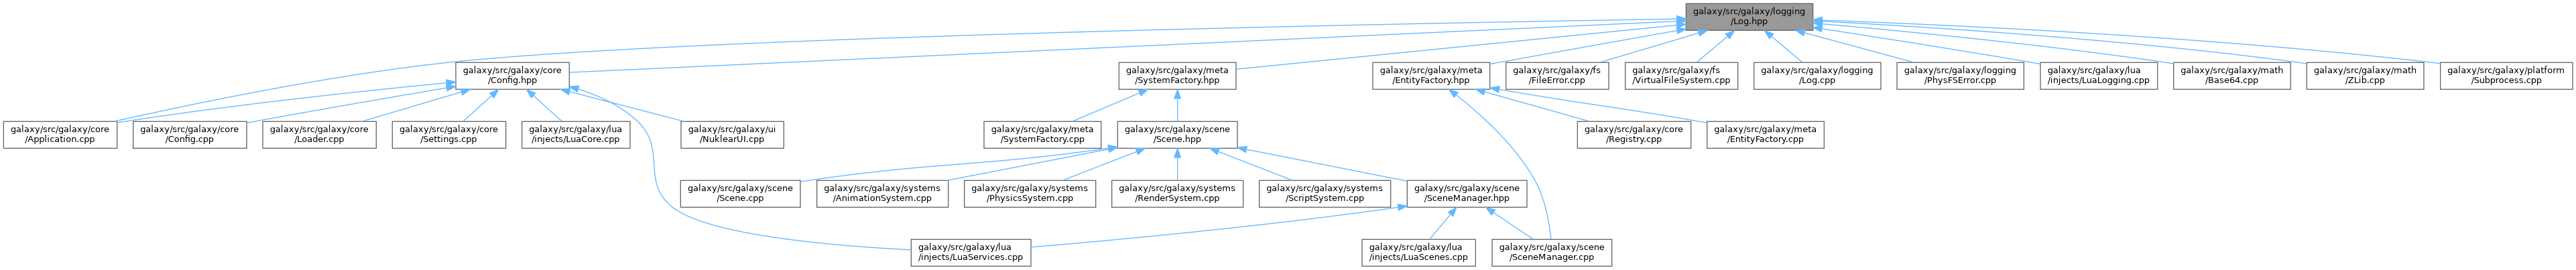 galaxy/src/galaxy/logging
/Log.hpp
galaxy/src/galaxy/core
/Config.hpp
galaxy/src/galaxy/meta
/SystemFactory.hpp
galaxy/src/galaxy/meta
/EntityFactory.hpp
galaxy/src/galaxy/fs
/FileError.cpp
galaxy/src/galaxy/fs
/VirtualFileSystem.cpp
galaxy/src/galaxy/logging
/Log.cpp
galaxy/src/galaxy/logging
/PhysFSError.cpp
galaxy/src/galaxy/lua
/injects/LuaLogging.cpp
galaxy/src/galaxy/math
/Base64.cpp
galaxy/src/galaxy/math
/ZLib.cpp
galaxy/src/galaxy/platform
/Subprocess.cpp
galaxy/src/galaxy/core
/Application.cpp
galaxy/src/galaxy/core
/Config.cpp
galaxy/src/galaxy/core
/Loader.cpp
galaxy/src/galaxy/core
/Settings.cpp
galaxy/src/galaxy/lua
/injects/LuaCore.cpp
galaxy/src/galaxy/ui
/NuklearUI.cpp
galaxy/src/galaxy/meta
/SystemFactory.cpp
galaxy/src/galaxy/scene
/Scene.hpp
galaxy/src/galaxy/core
/Registry.cpp
galaxy/src/galaxy/meta
/EntityFactory.cpp
galaxy/src/galaxy/scene
/Scene.cpp
galaxy/src/galaxy/systems
/AnimationSystem.cpp
galaxy/src/galaxy/systems
/PhysicsSystem.cpp
galaxy/src/galaxy/systems
/RenderSystem.cpp
galaxy/src/galaxy/systems
/ScriptSystem.cpp
galaxy/src/galaxy/scene
/SceneManager.hpp
galaxy/src/galaxy/lua
/injects/LuaServices.cpp
galaxy/src/galaxy/lua
/injects/LuaScenes.cpp
galaxy/src/galaxy/scene
/SceneManager.cpp